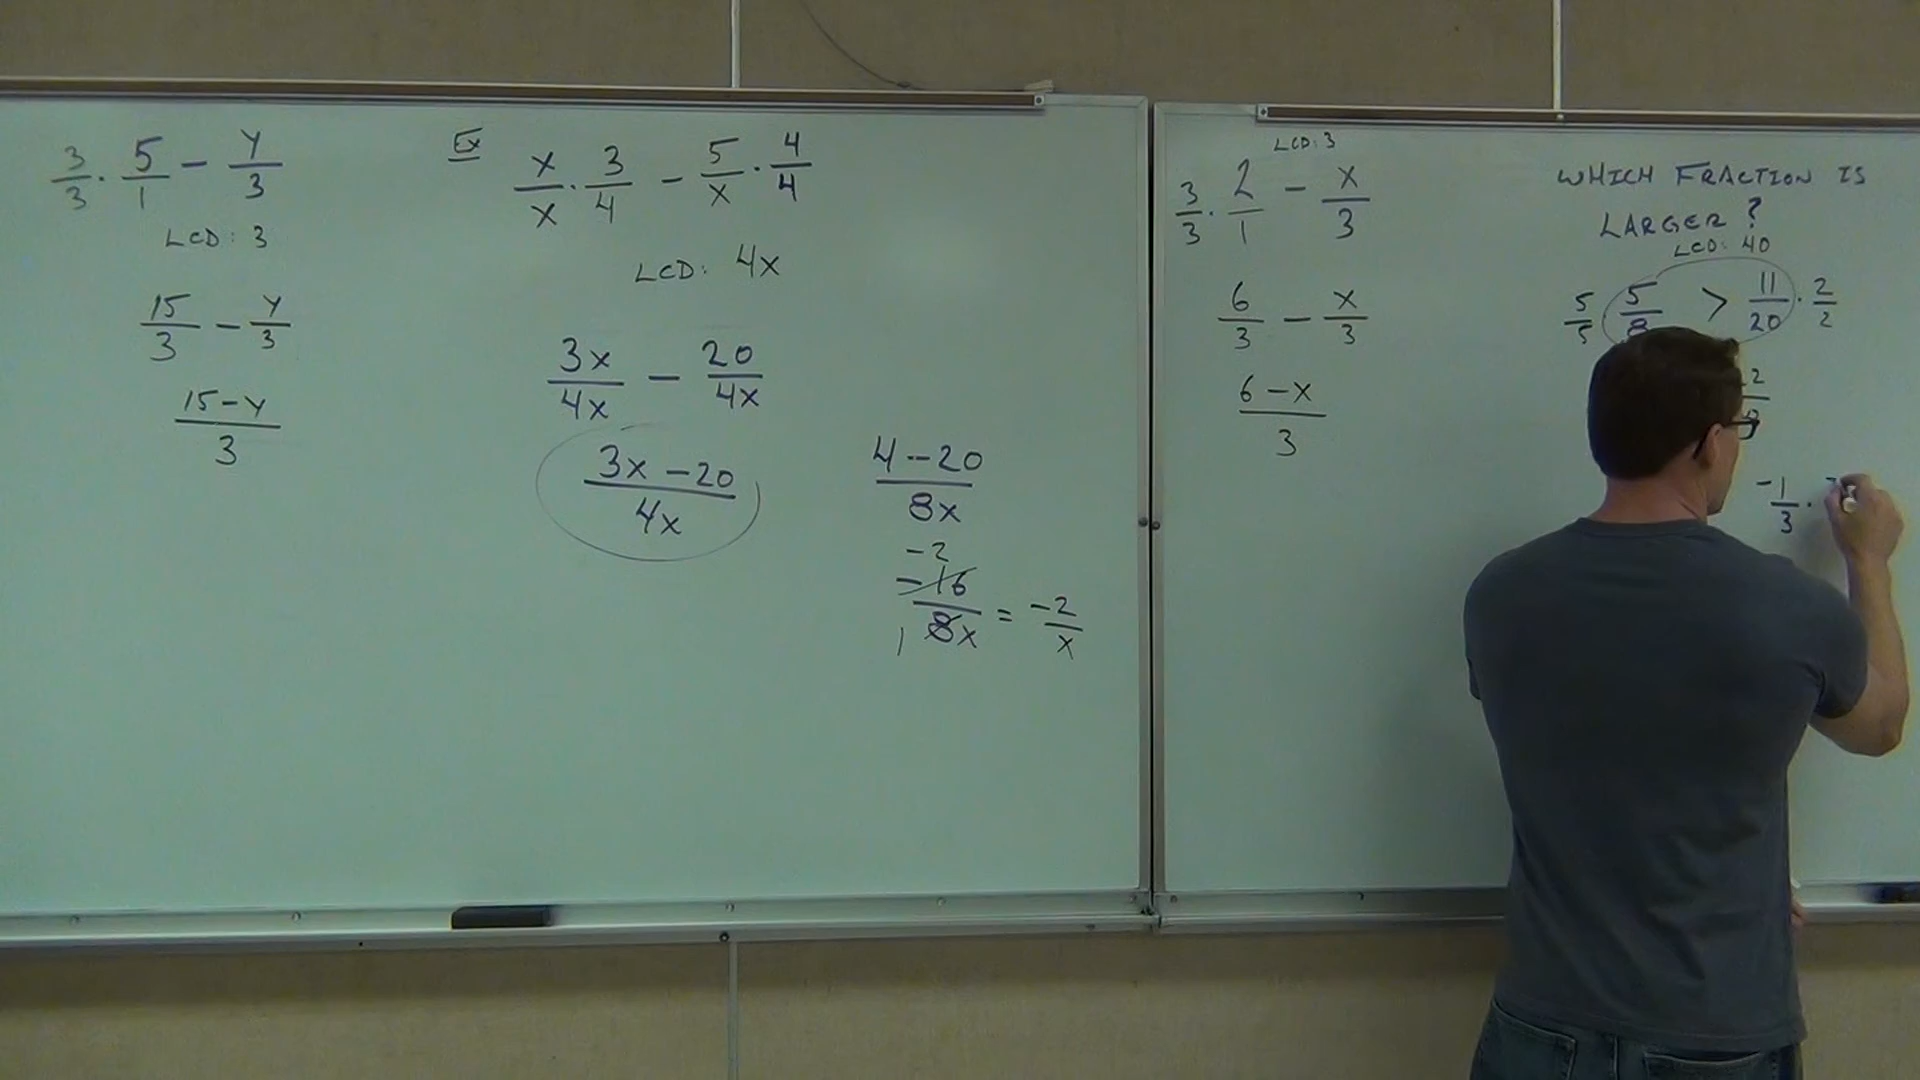 3/3 · 5/1 - y/3
LCD: 3
15/3 - y/3
15-y/3
Ex x/x · 3/4 - 5/x · 4/4
LCD: 4x
3x/4x - 20/4x
3x-20/4x
4-20/8x
-2
-16/8x = -2/x
1
LCD: 3
3/3 · 2/1 - x/3
6/3 - x/3
6-x/3
WHICH FRACTION IS
LARGER?
LCD: 40
5/5 5/8 > 11/20 · 2/2
-1/3 ·